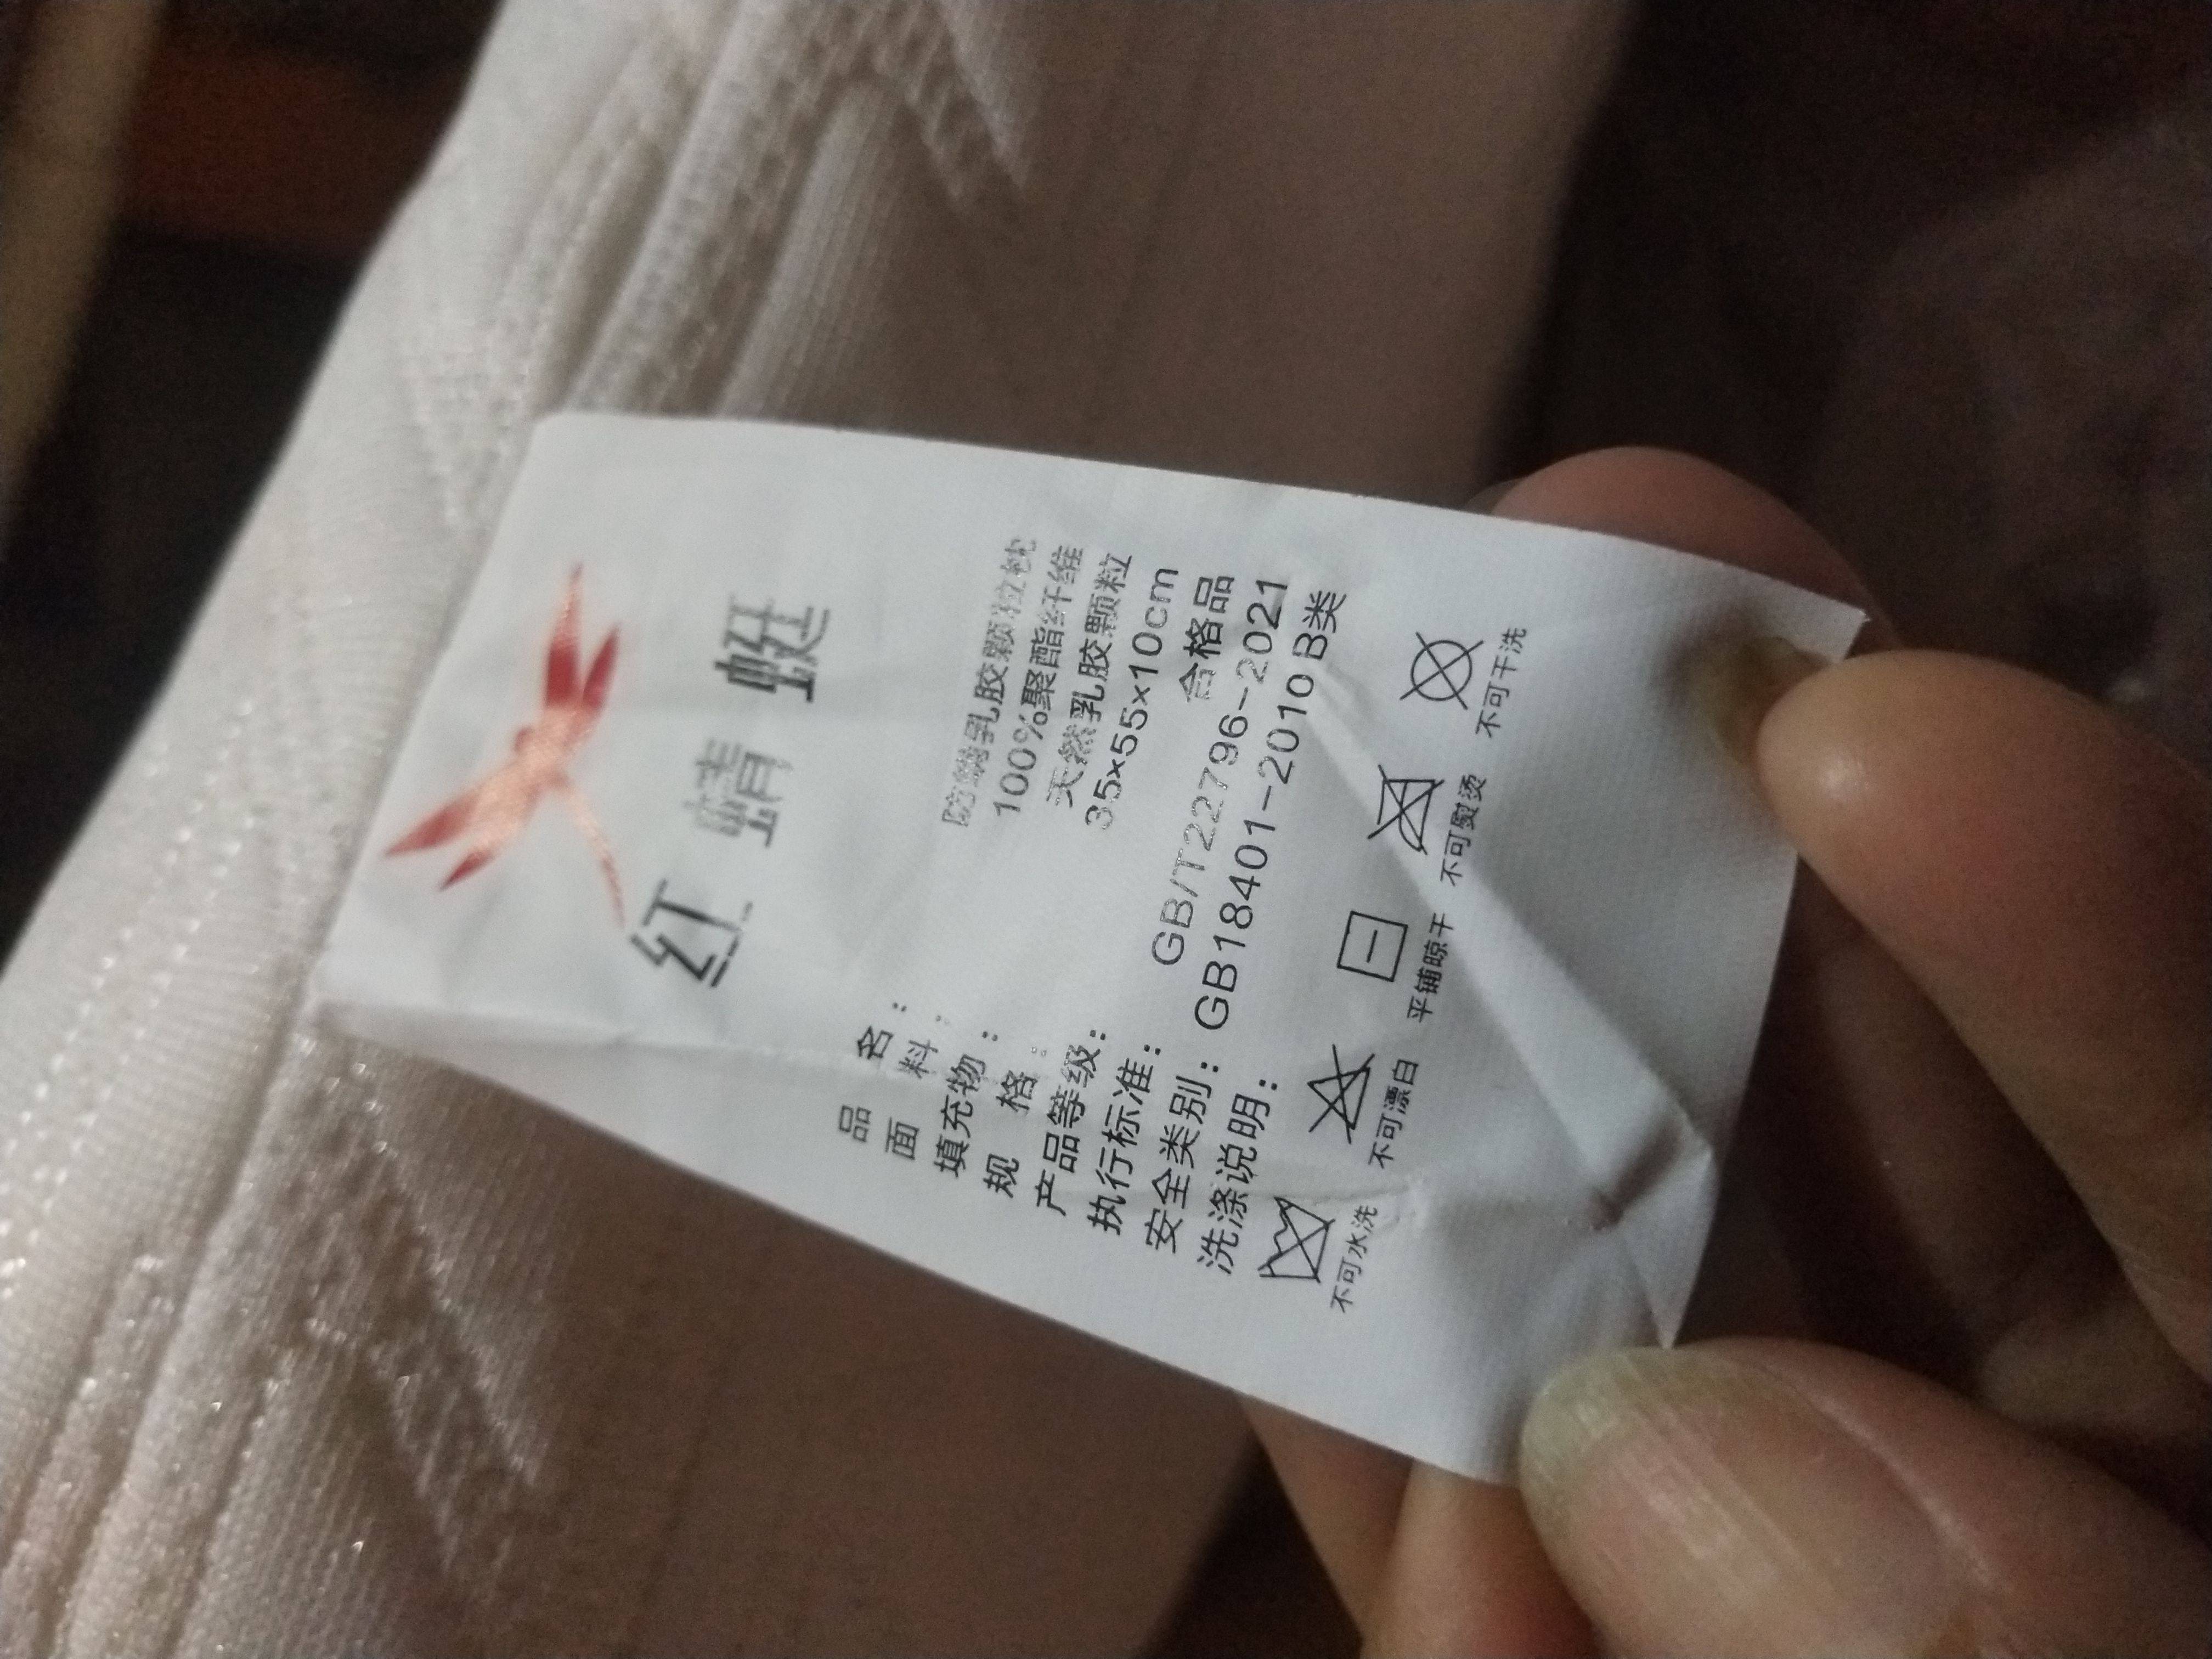 红蜻蜓
品名： 防螨乳胶颗粒枕
面料： 100%聚酯纤维
填充物： 天然乳胶颗粒
规格： 35×55×10cm
产品等级： 合格品
执行标准： GB/T22796-2021
安全类别： GB18401-2010 B类
洗涤说明：
不可水洗 不可漂白 平铺晾干 不可熨烫 不可干洗